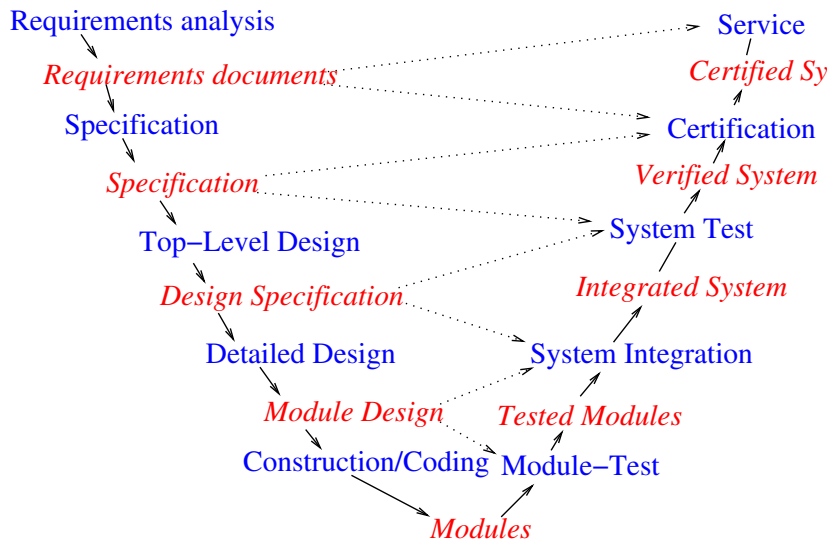 Requirements analysis
Service
Requirements documents
Certified Sy
Specification
Certification
Specification
Verified System
Top−Level Design
System Test
Design Specification
Integrated System
Detailed Design
System Integration
Module Design
Tested Modules
Construction/Coding
Module−Test
Modules